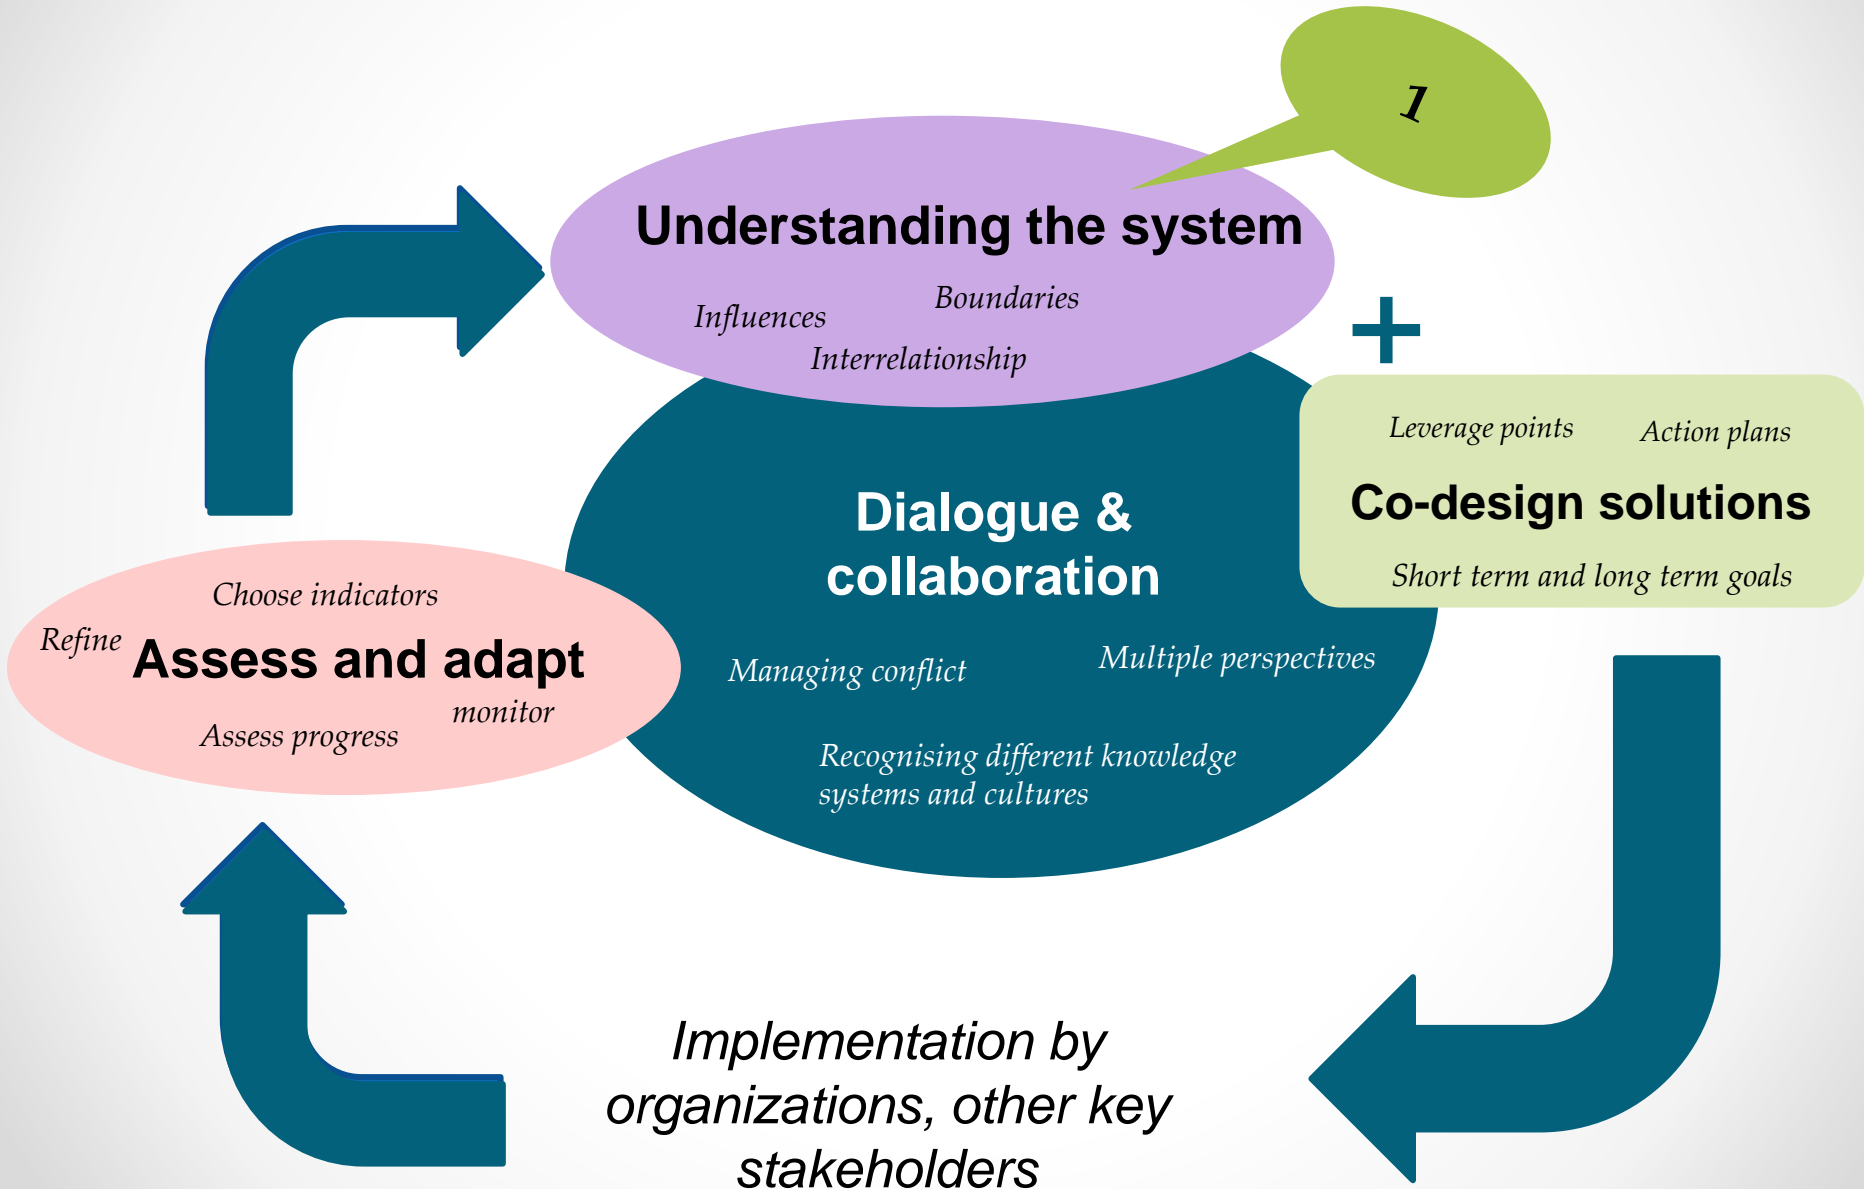 1
Understanding the system
Boundaries
Influences
Interrelationship
+
Leverage points
Action plans
Co-design solutions
Short term and long term goals
Dialogue &
collaboration
Managing conflict
Multiple perspectives
Recognising different knowledge
systems and cultures
Choose indicators
Refine
Assess and adapt
monitor
Assess progress
Implementation by
organizations, other key
stakeholders